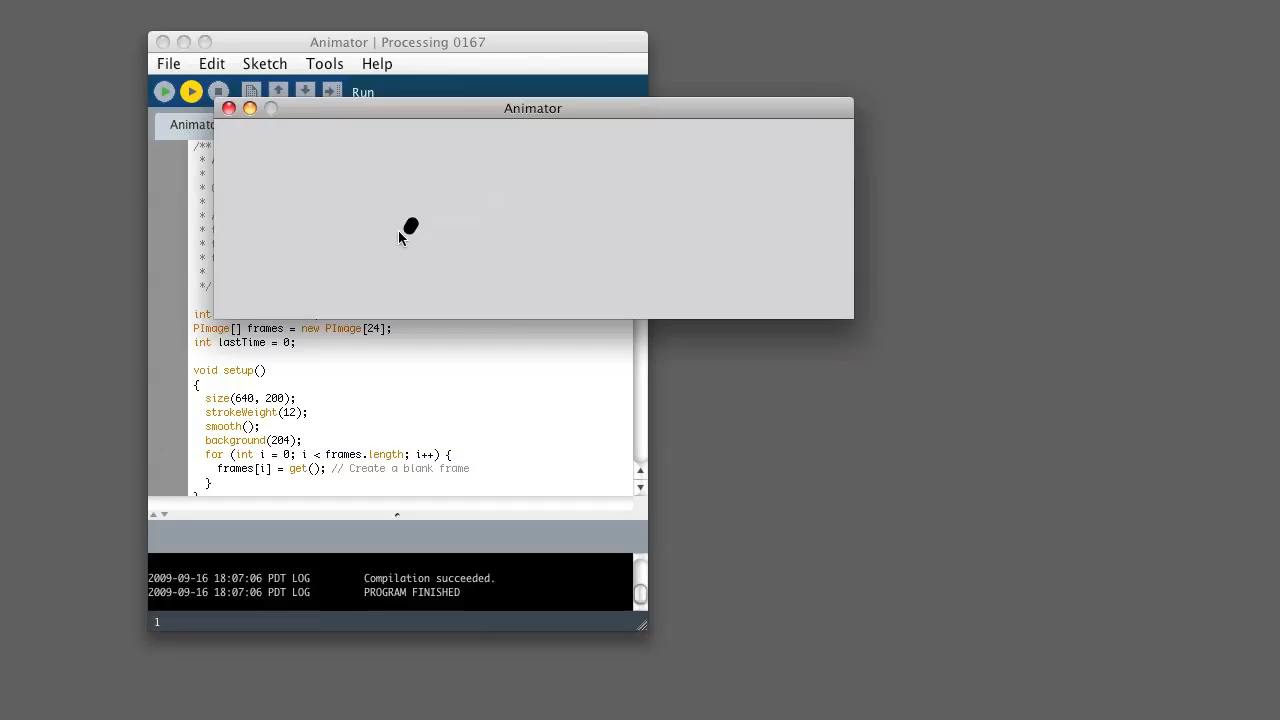 Animator | Processing 0167
File Edit Sketch Tools Help
Run
Animator
/**
*
*
*
*
*
*
*
*
*
*/
int
PImage[] frames = new PImage[24];
int lastTime = 0;
void setup()
{
size(640, 200);
strokeWeight(12);
smooth();
background(204);
for (int i = 0; i < frames.length; i++) {
frames[i] = get(); // Create a blank frame
}
2009-09-16 18:07:06 PDT LOG Compilation succeeded.
2009-09-16 18:07:06 PDT LOG PROGRAM FINISHED
1